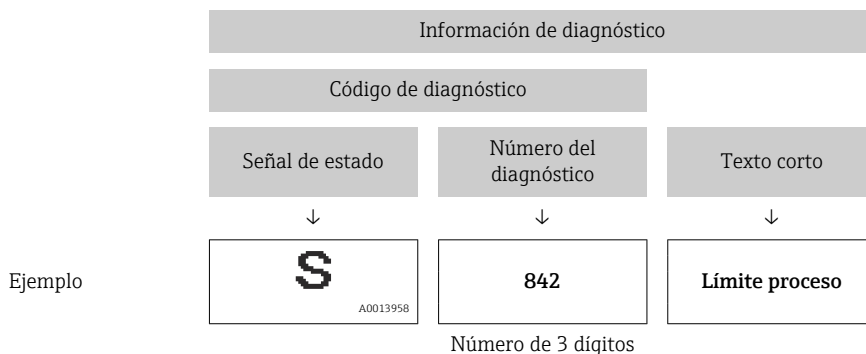 Información de diagnóstico
Código de diagnóstico
Señal de estado
Número del
diagnóstico
Texto corto
↓ ↓ ↓
Ejemplo
S
A0013958
842
Límite proceso
Número de 3 dígitos